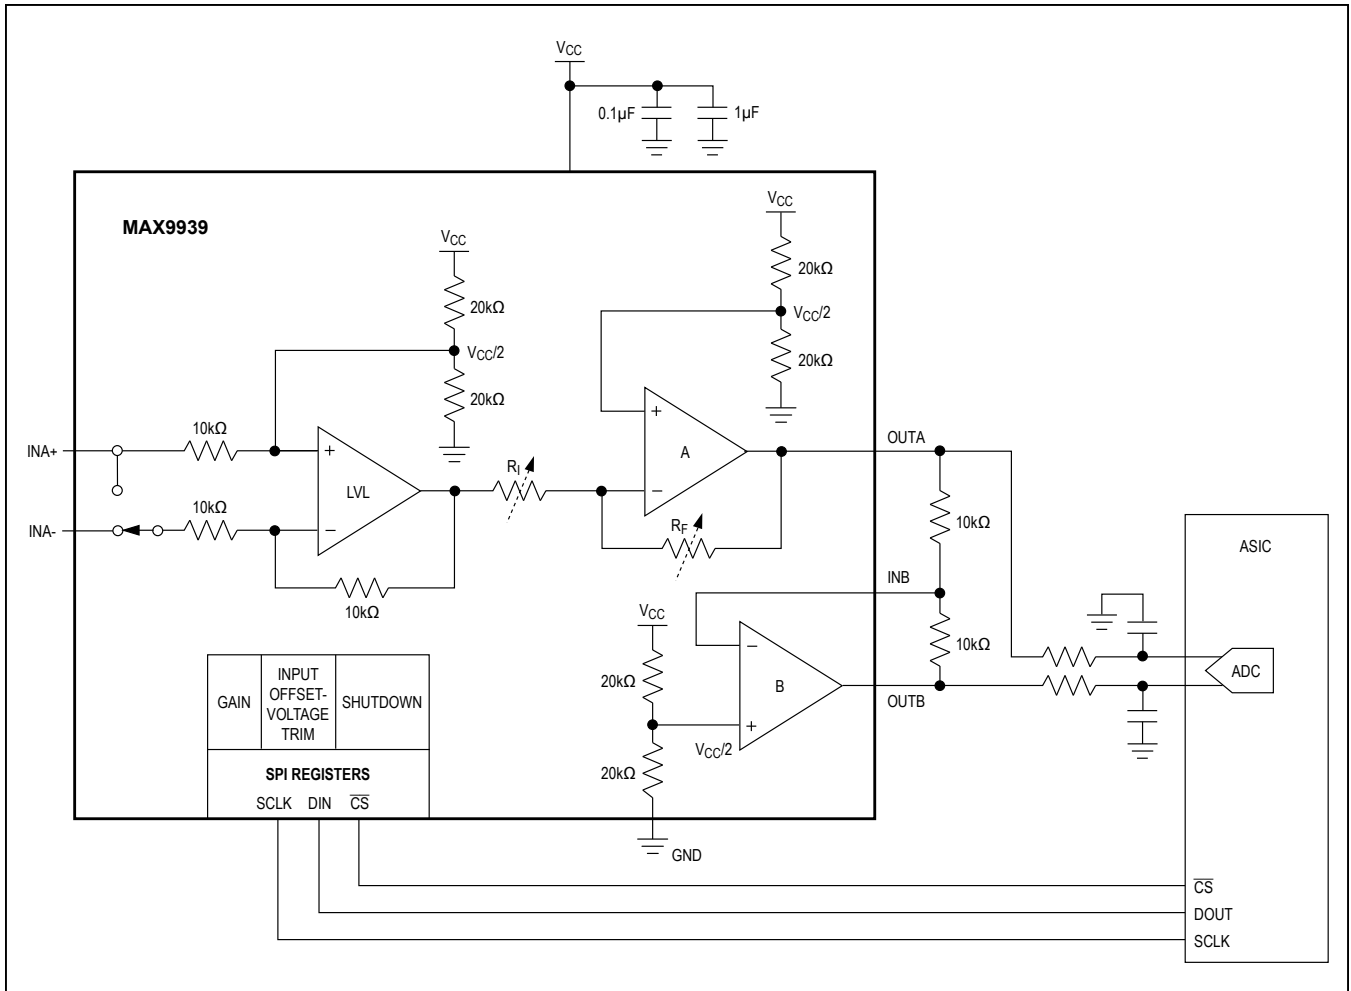 VCC
0.1µF
1µF
MAX9939
VCC
20kΩ
VCC/2
20kΩ
VCC
20kΩ
VCC/2
20kΩ
INA+
10kΩ
+
LVL
INA-
10kΩ
−
10kΩ
RI
+
A
−
RF
OUTA
10kΩ
INB
10kΩ
VCC
20kΩ
−
B
+
OUTB
VCC/2
20kΩ
GND
ASIC
ADC
GAIN
INPUT
OFFSET-
VOLTAGE
TRIM
SHUTDOWN
SPI REGISTERS
SCLK DIN CS
CS
DOUT
SCLK